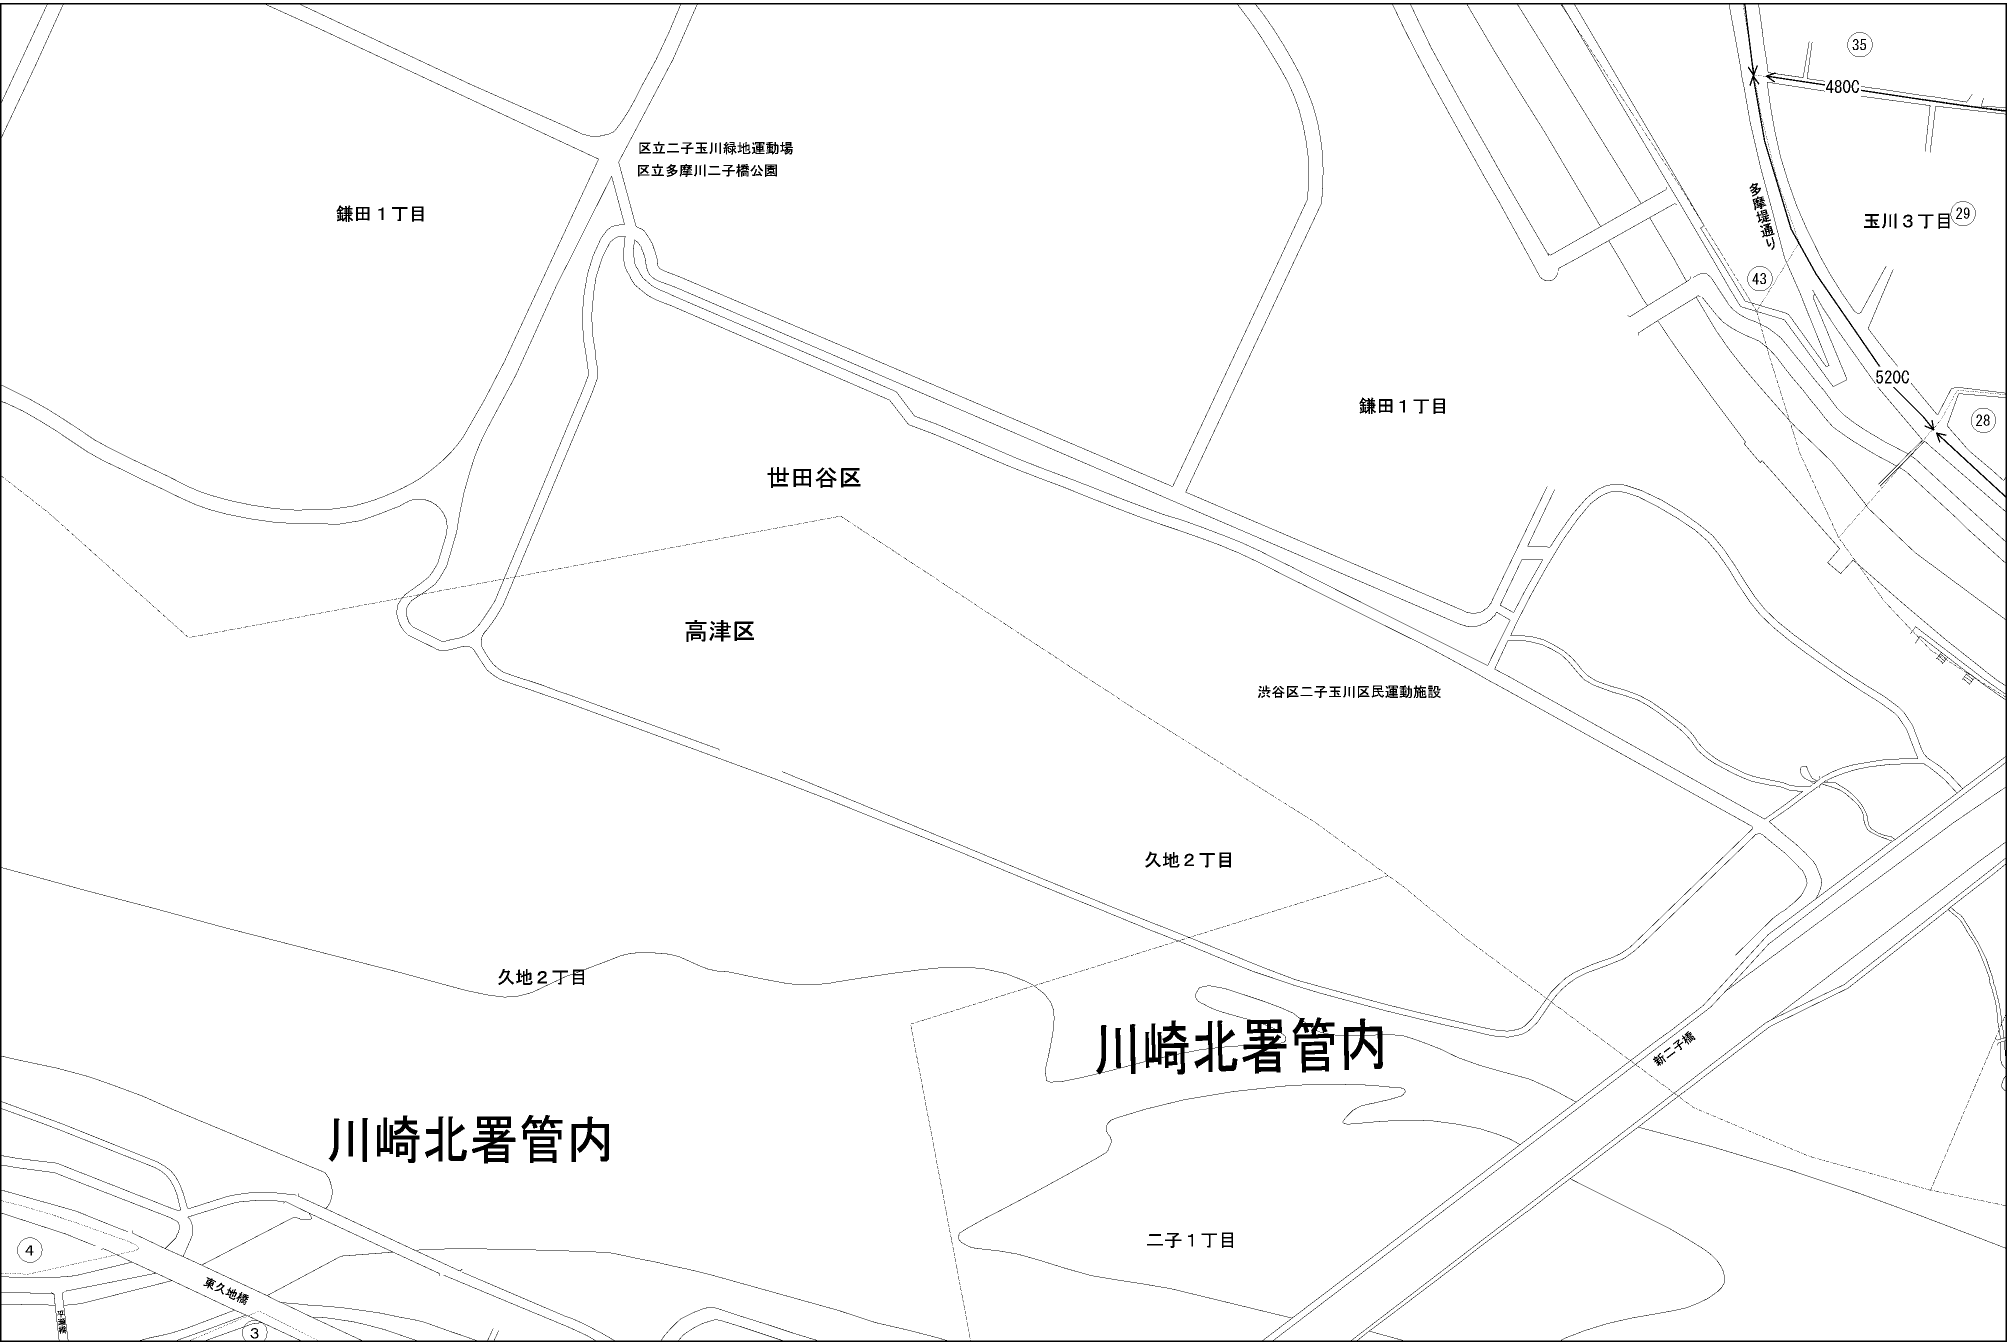 35
480C
区立二子玉川緑地運動場
区立多摩川二子橋公園
鎌田１丁目
多摩堤通り
玉川３丁目
29
43
520C
鎌田１丁目
28
世田谷区
高津区
渋谷区二子玉川区民運動施設
久地２丁目
久地２丁目
川崎北署管内
新二子橋
川崎北署管内
二子１丁目
4
東久地橋
3